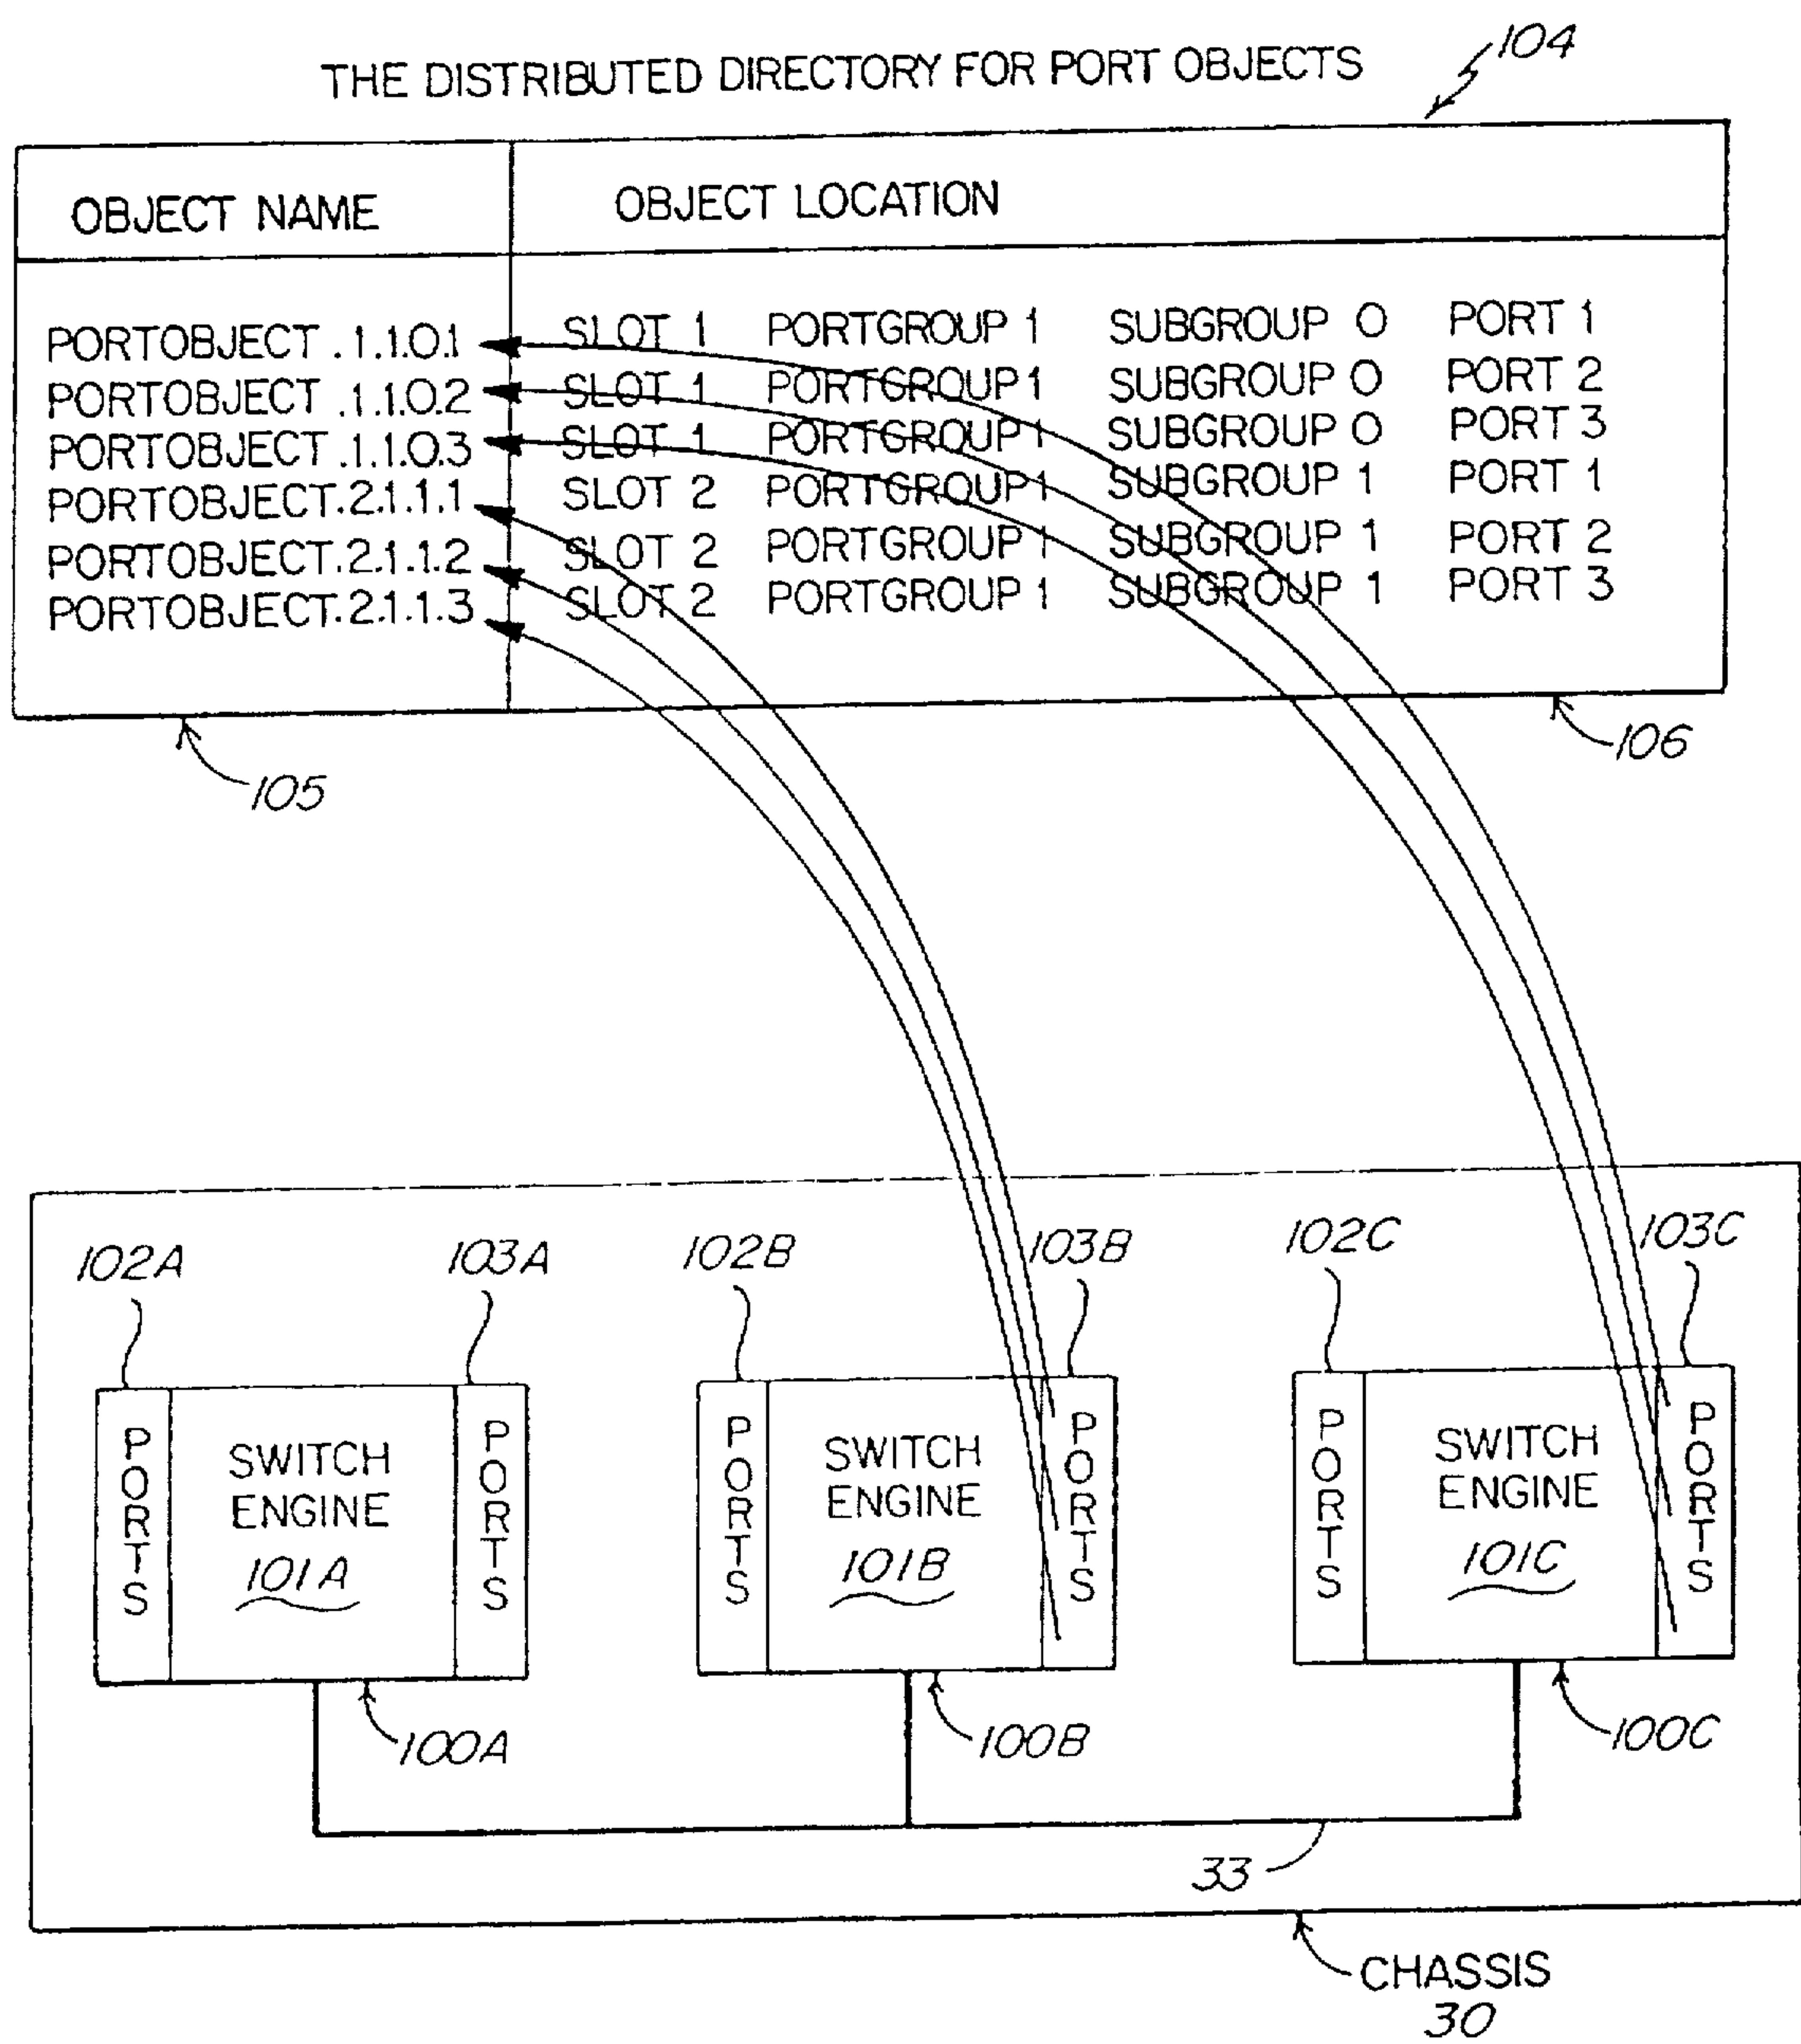 104
THE DISTRIBUTED DIRECTORY FOR PORT OBJECTS
OBJECT NAME OBJECT LOCATION
PORTOBJECT.1.1.0.1 SLOT 1 PORTGROUP 1 SUBGROUP 0 PORT 1
PORTOBJECT.1.1.0.2 SLOT 1 PORTGROUP 1 SUBGROUP 0 PORT 2
PORTOBJECT.1.1.0.3 SLOT 1 PORTGROUP 1 SUBGROUP 0 PORT 3
PORTOBJECT.2.1.1.1 SLOT 2 PORTGROUP 1 SUBGROUP 1 PORT 1
PORTOBJECT.2.1.1.2 SLOT 2 PORTGROUP 1 SUBGROUP 1 PORT 2
PORTOBJECT.2.1.1.3 SLOT 2 PORTGROUP 1 SUBGROUP 1 PORT 3
105 106
102A 103A 102B 103B 102C 103C
PORTS SWITCH ENGINE 101A PORTS
PORTS SWITCH ENGINE 101B PORTS
PORTS SWITCH ENGINE 101C PORTS
100A 100B 100C
33
CHASSIS
30